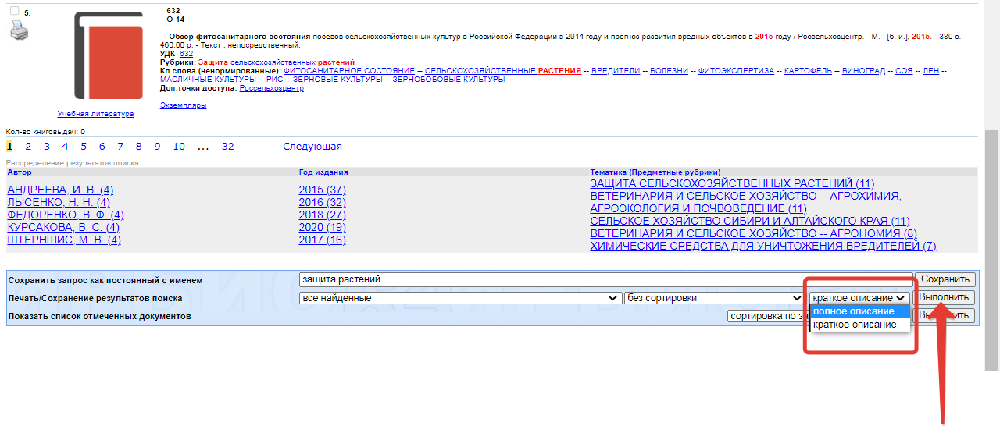 5.
632
О-14
Обзор фитосанитарного состояния посевов сельскохозяйственных культур в Российской Федерации в 2014 году и прогноз развития вредных объектов в 2015 году / Россельхозцентр. - М. : [б. и.], 2015. - 380 с. -
460.00 р. - Текст : непосредственный.
УДК 632
Рубрики: Защита сельскохозяйственных растений
Кл.слова (ненормированные): ФИТОСАНИТАРНОЕ СОСТОЯНИЕ -- СЕЛЬСКОХОЗЯЙСТВЕННЫЕ РАСТЕНИЯ -- ВРЕДИТЕЛИ -- БОЛЕЗНИ -- ФИТОЭКСПЕРТИЗА -- КАРТОФЕЛЬ -- ВИНОГРАД -- СОЯ -- ЛЕН --
МАСЛИЧНЫЕ КУЛЬТУРЫ -- РИС -- ЗЕРНОВЫЕ КУЛЬТУРЫ -- ЗЕРНОБОБОВЫЕ КУЛЬТУРЫ
Доп.точки доступа: Россельхозцентр
Экземпляры
Учебная литература
Кол-во книговыдач: 0
1 2 3 4 5 6 7 8 9 10 ... 32 Следующая
Распределение результатов поиска
Автор Год издания Тематика (Предметные рубрики)
АНДРЕЕВА, И. В. (4)
ЛЫСЕНКО, Н. Н. (4)
ФЕДОРЕНКО, В. Ф. (4)
КУРСАКОВА, В. С. (4)
ШТЕРНШИС, М. В. (4)
2015 (37)
2016 (32)
2018 (27)
2020 (19)
2017 (16)
ЗАЩИТА СЕЛЬСКОХОЗЯЙСТВЕННЫХ РАСТЕНИЙ (11)
ВЕТЕРИНАРИЯ И СЕЛЬСКОЕ ХОЗЯЙСТВО -- АГРОХИМИЯ,
АГРОЭКОЛОГИЯ И ПОЧВОВЕДЕНИЕ (11)
СЕЛЬСКОЕ ХОЗЯЙСТВО СИБИРИ И АЛТАЙСКОГО КРАЯ (11)
ВЕТЕРИНАРИЯ И СЕЛЬСКОЕ ХОЗЯЙСТВО -- АГРОНОМИЯ (8)
ХИМИЧЕСКИЕ СРЕДСТВА ДЛЯ УНИЧТОЖЕНИЯ ВРЕДИТЕЛЕЙ (7)
Сохранить запрос как постоянный с именем защита растений Сохранить
Печать/Сохранение результатов поиска все найденные без сортировки краткое описание Выполнить
полное описание
краткое описание
Показать список отмеченных документов сортировка по Выполнить